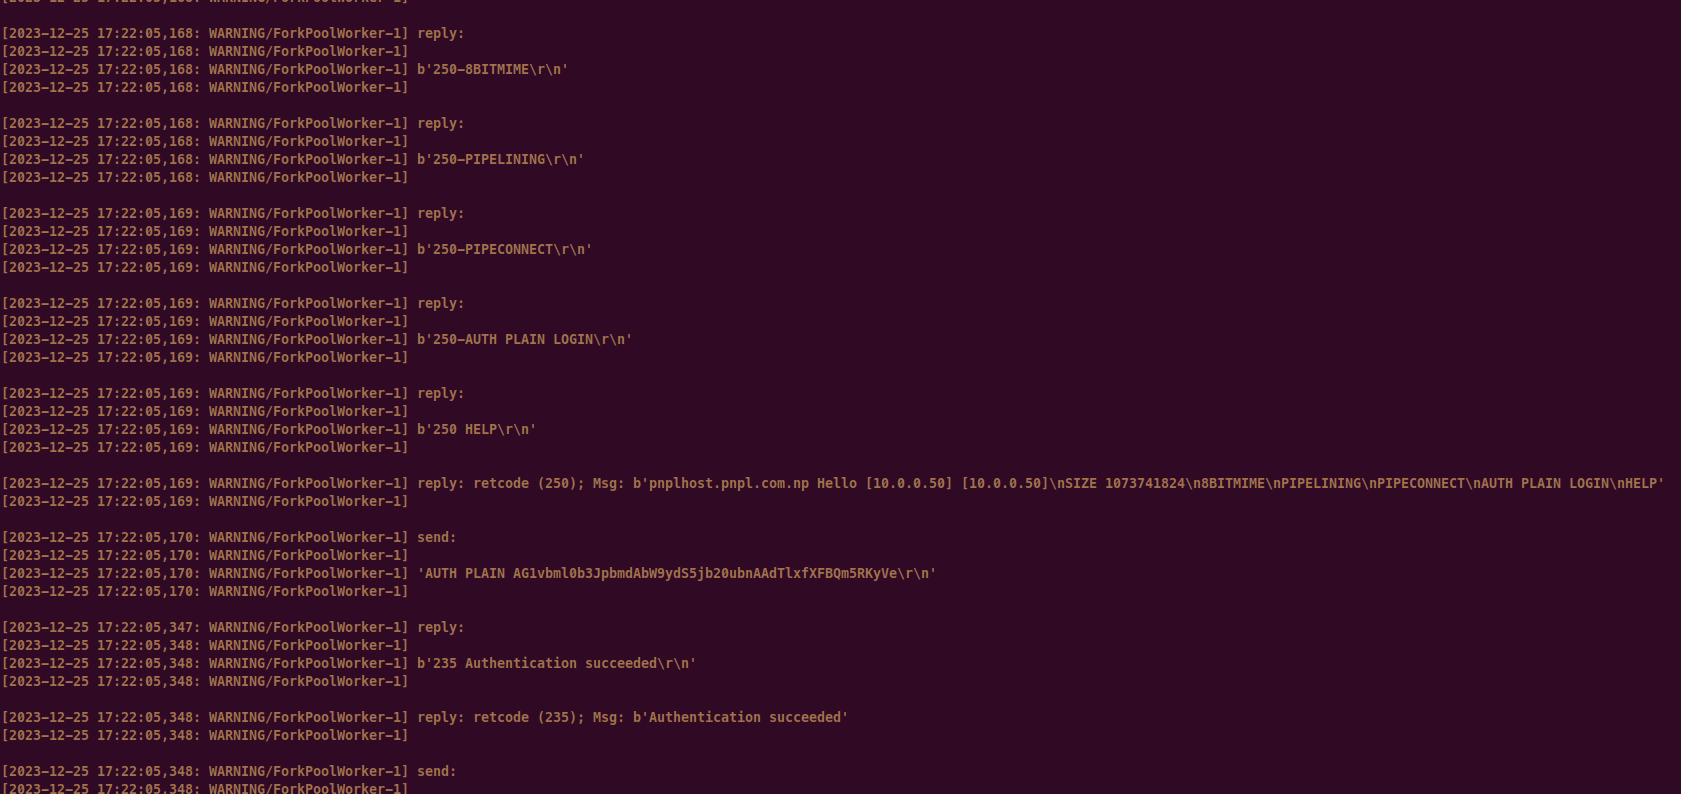 [2023-12-25 17:22:05,168: WARNING/ForkPoolWorker-1] reply:
[2023-12-25 17:22:05,168: WARNING/ForkPoolWorker-1]
[2023-12-25 17:22:05,168: WARNING/ForkPoolWorker-1] b'250-8BITMIME\r\n'
[2023-12-25 17:22:05,168: WARNING/ForkPoolWorker-1]
[2023-12-25 17:22:05,168: WARNING/ForkPoolWorker-1] reply:
[2023-12-25 17:22:05,168: WARNING/ForkPoolWorker-1]
[2023-12-25 17:22:05,168: WARNING/ForkPoolWorker-1] b'250-PIPELINING\r\n'
[2023-12-25 17:22:05,168: WARNING/ForkPoolWorker-1]
[2023-12-25 17:22:05,169: WARNING/ForkPoolWorker-1] reply:
[2023-12-25 17:22:05,169: WARNING/ForkPoolWorker-1]
[2023-12-25 17:22:05,169: WARNING/ForkPoolWorker-1] b'250-PIPECONNECT\r\n'
[2023-12-25 17:22:05,169: WARNING/ForkPoolWorker-1]
[2023-12-25 17:22:05,169: WARNING/ForkPoolWorker-1] reply:
[2023-12-25 17:22:05,169: WARNING/ForkPoolWorker-1]
[2023-12-25 17:22:05,169: WARNING/ForkPoolWorker-1] b'250-AUTH PLAIN LOGIN\r\n'
[2023-12-25 17:22:05,169: WARNING/ForkPoolWorker-1]
[2023-12-25 17:22:05,169: WARNING/ForkPoolWorker-1] reply:
[2023-12-25 17:22:05,169: WARNING/ForkPoolWorker-1]
[2023-12-25 17:22:05,169: WARNING/ForkPoolWorker-1] b'250 HELP\r\n'
[2023-12-25 17:22:05,169: WARNING/ForkPoolWorker-1]
[2023-12-25 17:22:05,169: WARNING/ForkPoolWorker-1] reply: retcode (250); Msg: b'pnplhost.pnpl.com.np Hello [10.0.0.50] [10.0.0.50]\nSIZE 1073741824\n8BITMIME\nPIPELINING\nPIPECONNECT\nAUTH PLAIN LOGIN\nHELP'
[2023-12-25 17:22:05,169: WARNING/ForkPoolWorker-1]
[2023-12-25 17:22:05,170: WARNING/ForkPoolWorker-1] send:
[2023-12-25 17:22:05,170: WARNING/ForkPoolWorker-1]
[2023-12-25 17:22:05,170: WARNING/ForkPoolWorker-1] 'AUTH PLAIN AG1vbml0b3JpbmdAbW9ydS5jb20ubnAAdTlxfXFBQm5RKyVe\r\n'
[2023-12-25 17:22:05,170: WARNING/ForkPoolWorker-1]
[2023-12-25 17:22:05,347: WARNING/ForkPoolWorker-1] reply:
[2023-12-25 17:22:05,348: WARNING/ForkPoolWorker-1]
[2023-12-25 17:22:05,348: WARNING/ForkPoolWorker-1] b'235 Authentication succeeded\r\n'
[2023-12-25 17:22:05,348: WARNING/ForkPoolWorker-1]
[2023-12-25 17:22:05,348: WARNING/ForkPoolWorker-1] reply: retcode (235); Msg: b'Authentication succeeded'
[2023-12-25 17:22:05,348: WARNING/ForkPoolWorker-1]
[2023-12-25 17:22:05,348: WARNING/ForkPoolWorker-1] send:
[2023-12-25 17:22:05,348: WARNING/ForkPoolWorker-1]